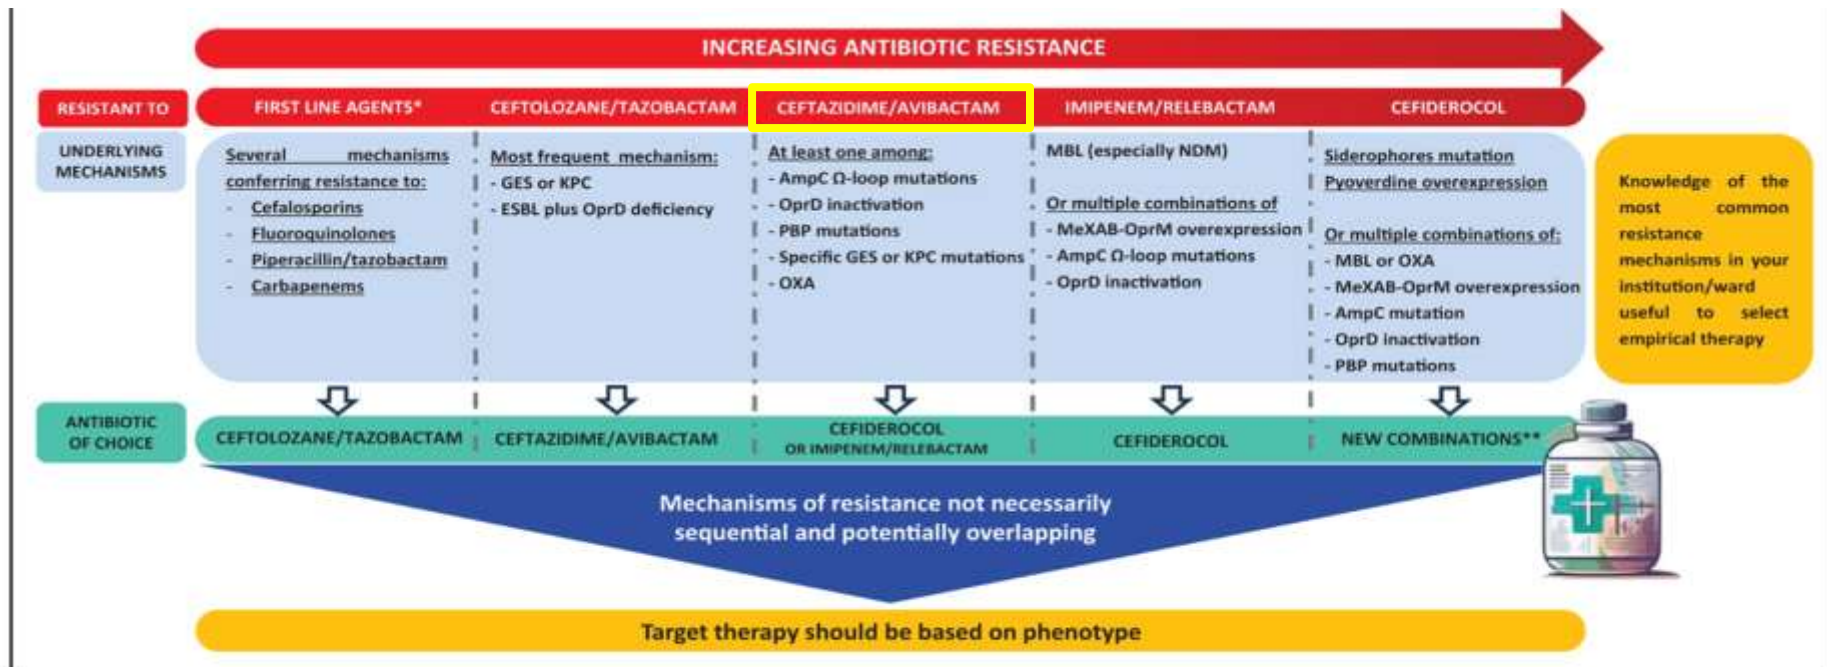 INCREASING ANTIBIOTIC RESISTANCE
RESISTANT TO
FIRST LINE AGENTS*
CEFTOLOZANE/TAZOBACTAM
CEFTAZIDIME/AVIBACTAM
IMIPENEM/RELEBACTAM
CEFIDEROCOL
UNDERLYING
MECHANISMS
Several mechanisms
conferring resistance to:
- Cefalosporins
- Fluoroquinolones
- Piperacillin/tazobactam
- Carbapenems
Most frequent mechanism:
- GES or KPC
- ESBL plus OprD deficiency
At least one among:
- AmpC Ω-loop mutations
- OprD inactivation
- PBP mutations
- Specific GES or KPC mutations
- OXA
MBL (especially NDM)
Or multiple combinations of
- MeXAB-OprM overexpression
- AmpC Ω-loop mutations
- OprD inactivation
Siderophores mutation
Pyoverdine overexpression
Or multiple combinations of:
- MBL or OXA
- MeXAB-OprM overexpression
- AmpC mutation
- OprD inactivation
- PBP mutations
Knowledge of the
most common
resistance
mechanisms in your
institution/ward
useful to select
empirical therapy
ANTIBIOTIC
OF CHOICE
CEFTOLOZANE/TAZOBACTAM
CEFTAZIDIME/AVIBACTAM
CEFIDEROCOL
OR IMIPENEM/RELEBACTAM
CEFIDEROCOL
NEW COMBINATIONS**
Mechanisms of resistance not necessarily
sequential and potentially overlapping
Target therapy should be based on phenotype